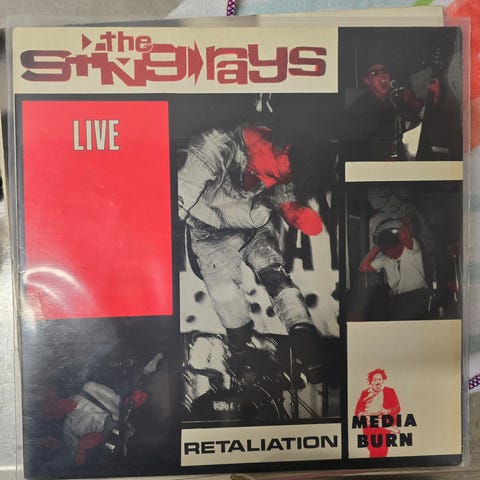 the
stingrays
LIVE
RETALIATION
MEDIA
BURN